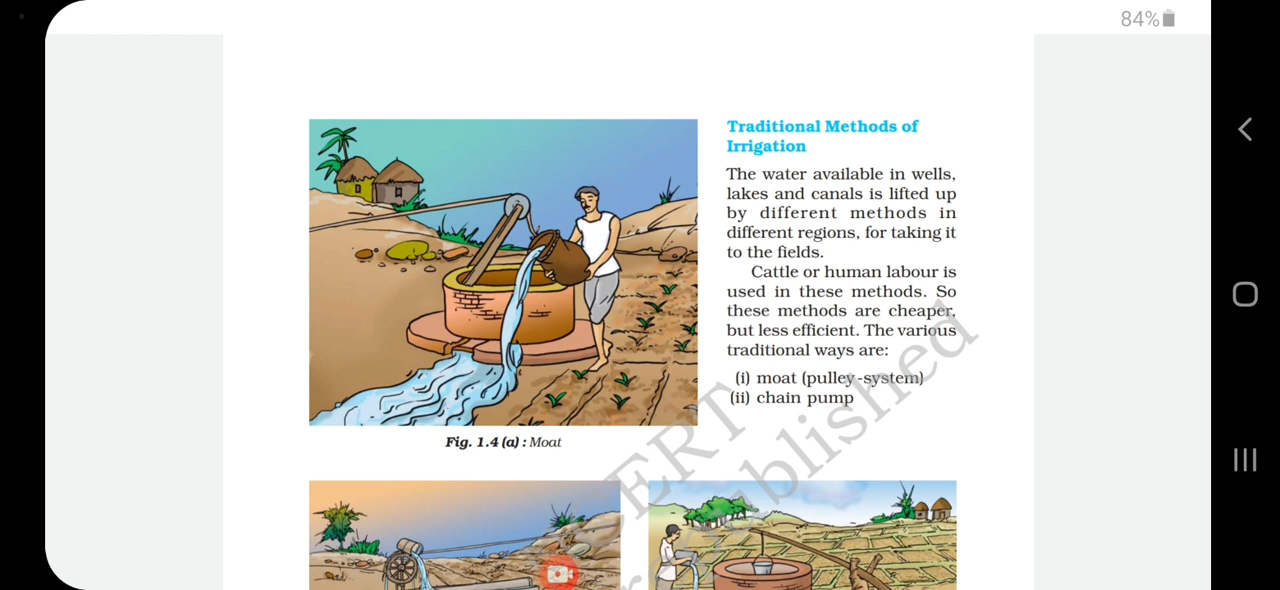 84%
Traditional Methods of
Irrigation
The water available in wells,
lakes and canals is lifted up
by different methods in
different regions, for taking it
to the fields.
Cattle or human labour is
used in these methods. So
these methods are cheaper,
but less efficient. The various
traditional ways are:
(i) moat (pulley-system)
(ii) chain pump
Fig. 1.4 (a) : Moat